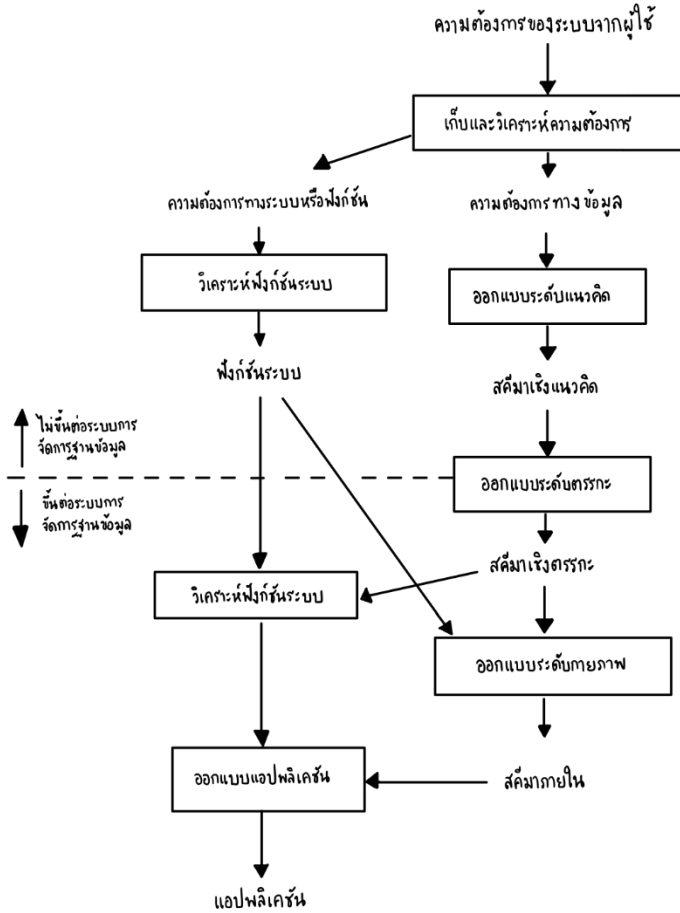 ความต้องการของระบบจากผู้ใช้
เก็บและวิเคราะห์ความต้องการ
ความต้องการทางระบบหรือฟังก์ชัน
ความต้องการทางข้อมูล
วิเคราะห์ฟังก์ชันระบบ
ออกแบบระดับแนวคิด
ฟังก์ชันระบบ
สคีมาเชิงแนวคิด
ไม่ขึ้นต่อระบบการ
จัดการฐานข้อมูล
ออกแบบระดับตรรกะ
ขึ้นต่อระบบการ
จัดการฐานข้อมูล
สคีมาเชิงตรรกะ
วิเคราะห์ฟังก์ชันระบบ
ออกแบบระดับกายภาพ
ออกแบบแอปพลิเคชัน
สคีมาภายใน
แอปพลิเคชัน